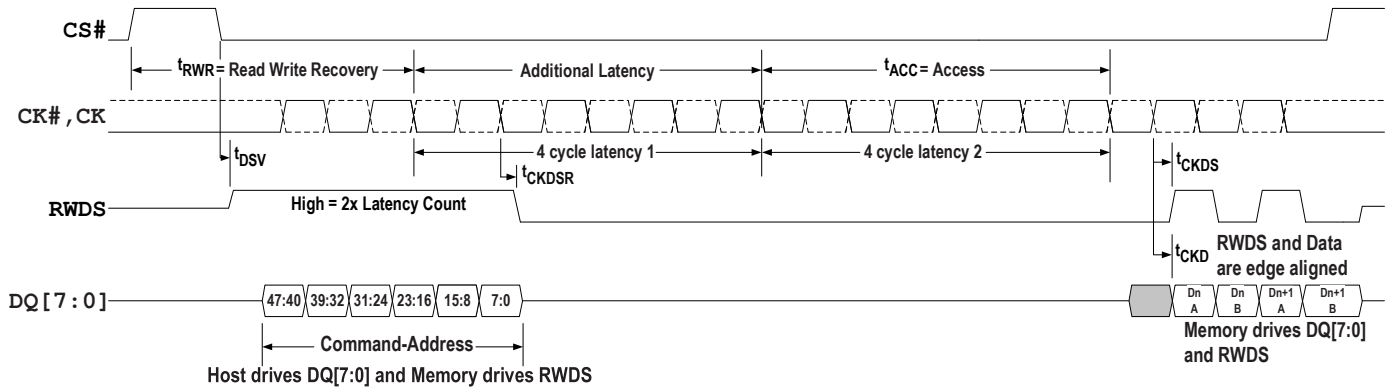 CS#
tRWR= Read Write Recovery
Additional Latency
tACC= Access
CK#,CK
tDSV
4 cycle latency 1
4 cycle latency 2
tCKDSR
tCKDS
RWDS
High = 2x Latency Count
tCKD
RWDS and Data
are edge aligned
DQ[7:0]
47:40 39:32 31:24 23:16 15:8 7:0
Dn A
Dn B
Dn+1 A
Dn+1 B
Command-Address
Memory drives DQ[7:0]
and RWDS
Host drives DQ[7:0] and Memory drives RWDS